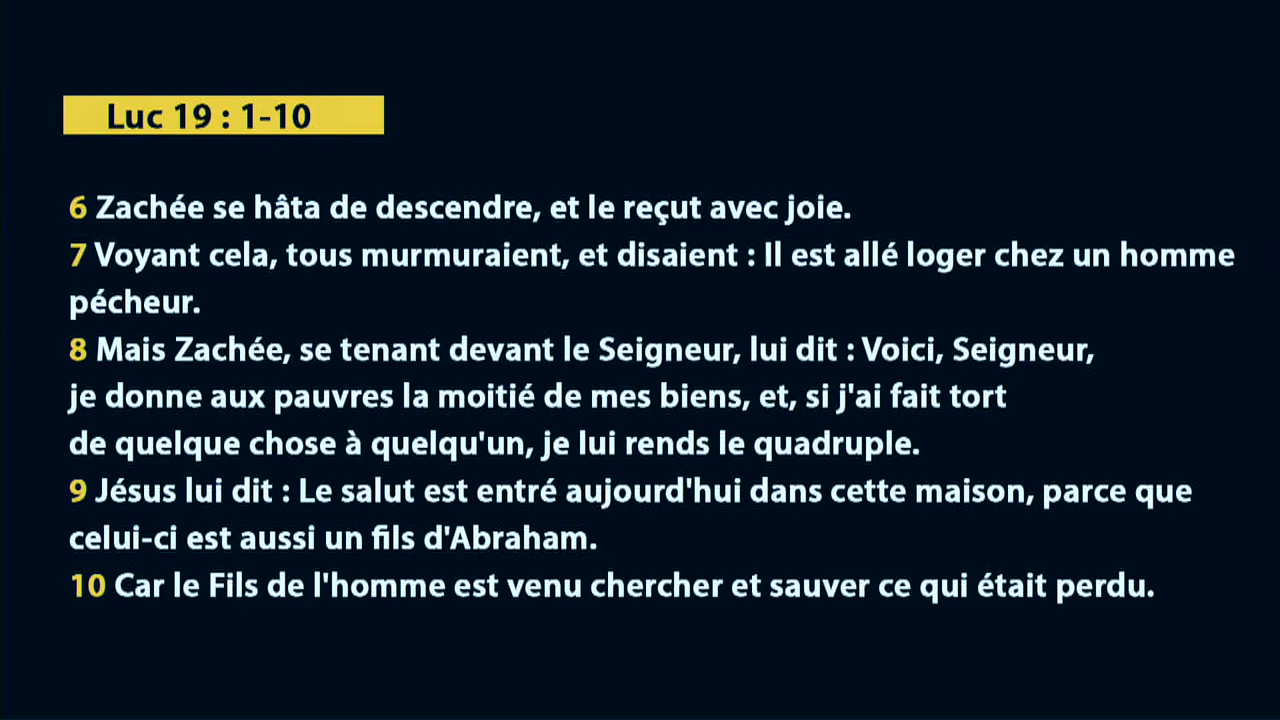 Luc 19 : 1-10
6 Zachée se hâta de descendre, et le reçut avec joie.
7 Voyant cela, tous murmuraient, et disaient : Il est allé loger chez un homme
pécheur.
8 Mais Zachée, se tenant devant le Seigneur, lui dit : Voici, Seigneur,
je donne aux pauvres la moitié de mes biens, et, si j'ai fait tort
de quelque chose à quelqu'un, je lui rends le quadruple.
9 Jésus lui dit : Le salut est entré aujourd'hui dans cette maison, parce que
celui-ci est aussi un fils d'Abraham.
10 Car le Fils de l'homme est venu chercher et sauver ce qui était perdu.